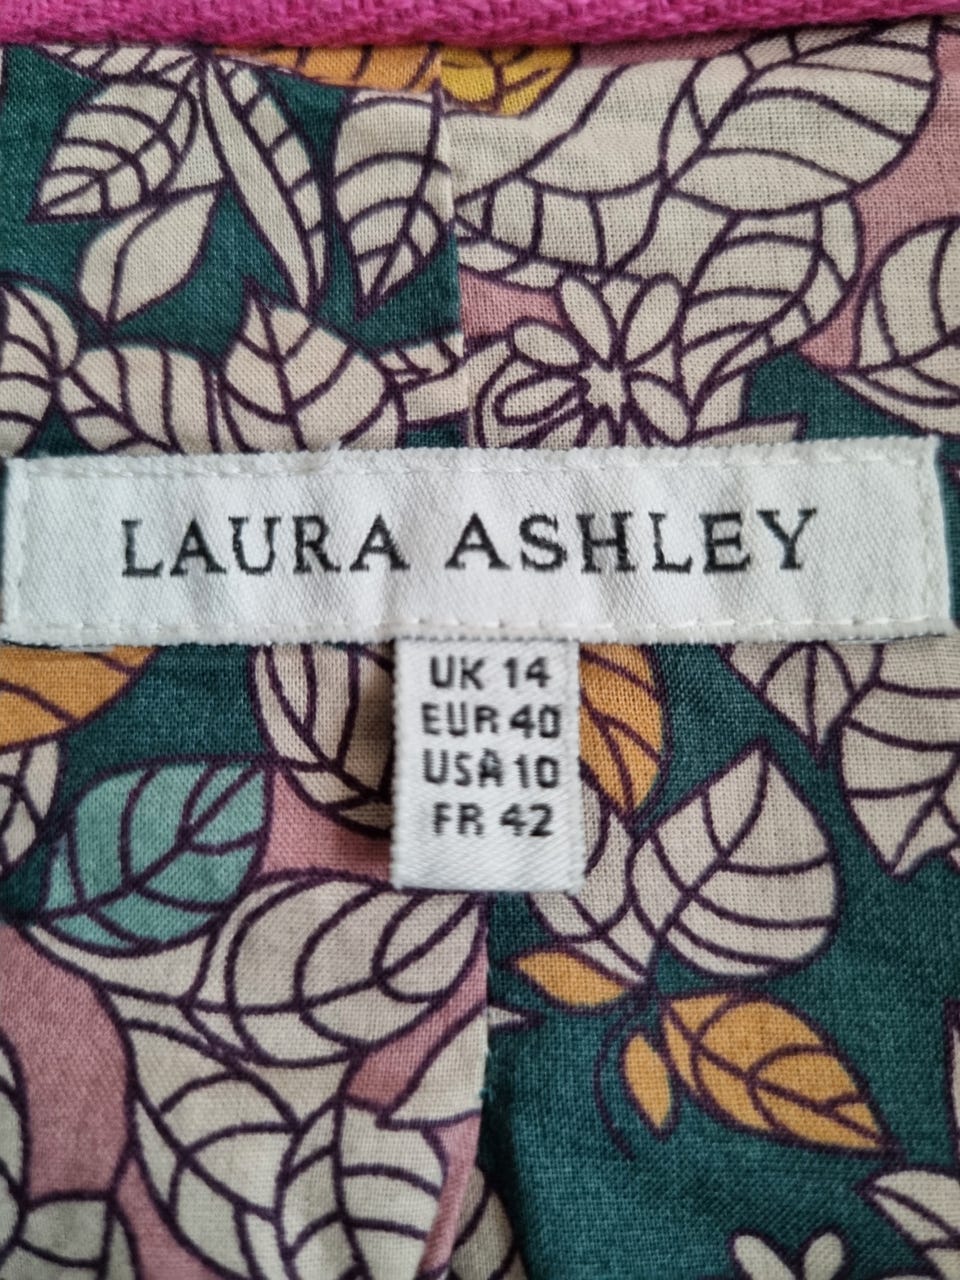 LAURA ASHLEY
UK 14
EUR 40
USA 10
FR 42